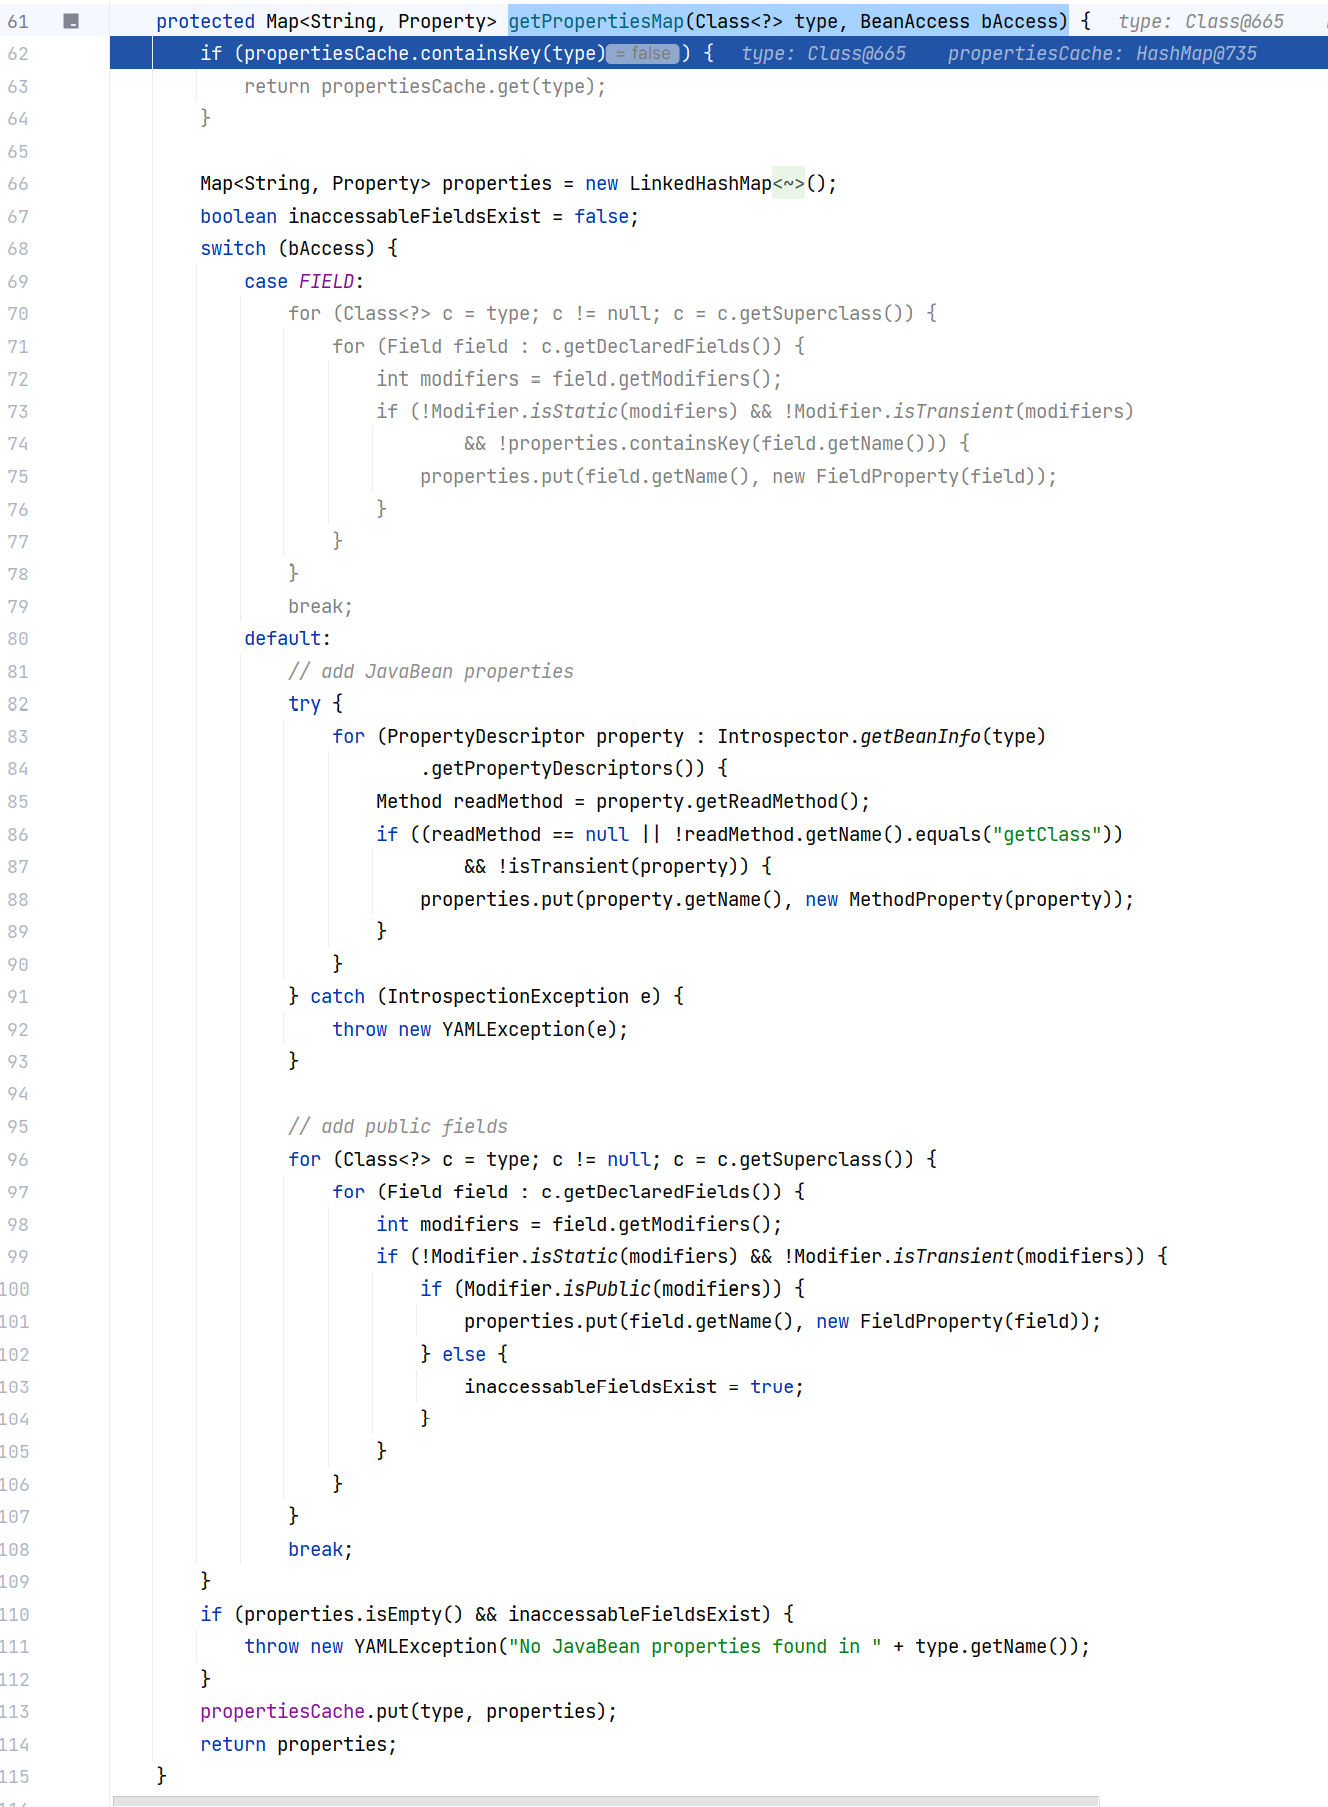 61 protected Map<String, Property> getPropertiesMap(Class<?> type, BeanAccess bAccess) { type: Class@665
62 if (propertiesCache.containsKey(type) = false ) { type: Class@665 propertiesCache: HashMap@735
63 return propertiesCache.get(type);
64 }
65
66 Map<String, Property> properties = new LinkedHashMap<~>();
67 boolean inaccessableFieldsExist = false;
68 switch (bAccess) {
69 case FIELD:
70 for (Class<?> c = type; c != null; c = c.getSuperclass()) {
71 for (Field field : c.getDeclaredFields()) {
72 int modifiers = field.getModifiers();
73 if (!Modifier.isStatic(modifiers) && !Modifier.isTransient(modifiers)
74 && !properties.containsKey(field.getName())) {
75 properties.put(field.getName(), new FieldProperty(field));
76 }
77 }
78 }
79 break;
80 default:
81 // add JavaBean properties
82 try {
83 for (PropertyDescriptor property : Introspector.getBeanInfo(type)
84 .getPropertyDescriptors()) {
85 Method readMethod = property.getReadMethod();
86 if ((readMethod == null || !readMethod.getName().equals("getClass"))
87 && !isTransient(property)) {
88 properties.put(property.getName(), new MethodProperty(property));
89 }
90 }
91 } catch (IntrospectionException e) {
92 throw new YAMLException(e);
93 }
94
95 // add public fields
96 for (Class<?> c = type; c != null; c = c.getSuperclass()) {
97 for (Field field : c.getDeclaredFields()) {
98 int modifiers = field.getModifiers();
99 if (!Modifier.isStatic(modifiers) && !Modifier.isTransient(modifiers)) {
100 if (Modifier.isPublic(modifiers)) {
101 properties.put(field.getName(), new FieldProperty(field));
102 } else {
103 inaccessableFieldsExist = true;
104 }
105 }
106 }
107 }
108 break;
109 }
110 if (properties.isEmpty() && inaccessableFieldsExist) {
111 throw new YAMLException("No JavaBean properties found in " + type.getName());
112 }
113 propertiesCache.put(type, properties);
114 return properties;
115 }